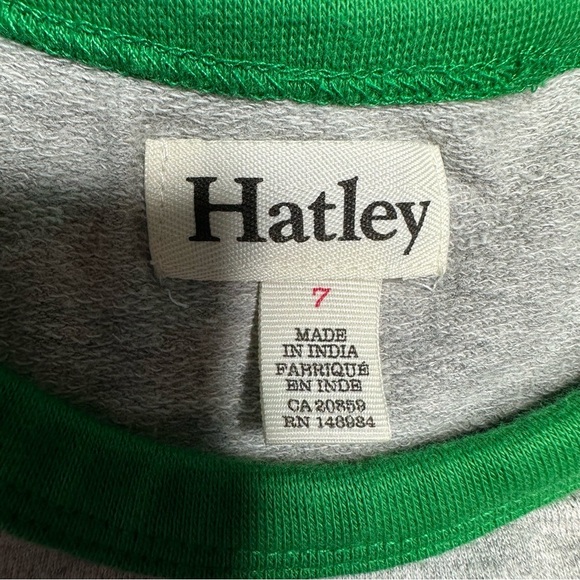 Hatley
7
MADE
IN INDIA
FABRIQUÉ
EN INDE
CA 20859
RN 148984